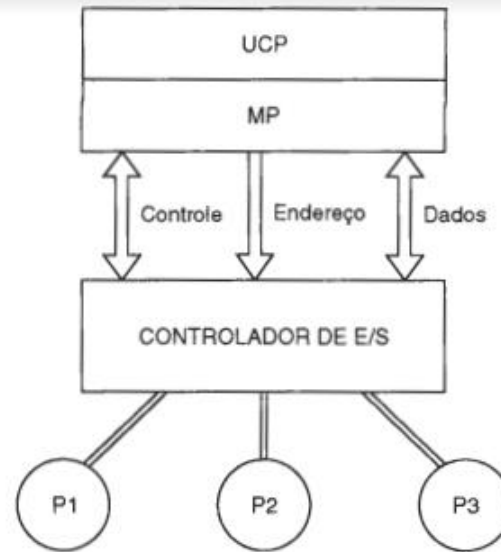 UCP
MP
Controle Endereço Dados
CONTROLADOR DE E/S
P1 P2 P3